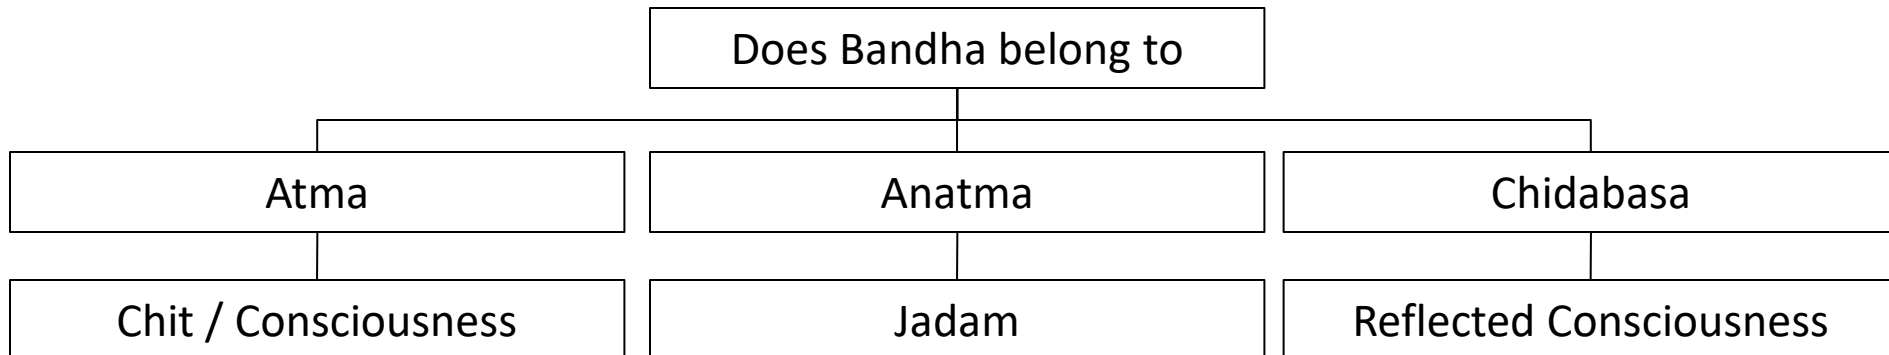 Does Bandha belong to
Atma
Anatma
Chidabasa
Chit / Consciousness
Jadam
Reflected Consciousness